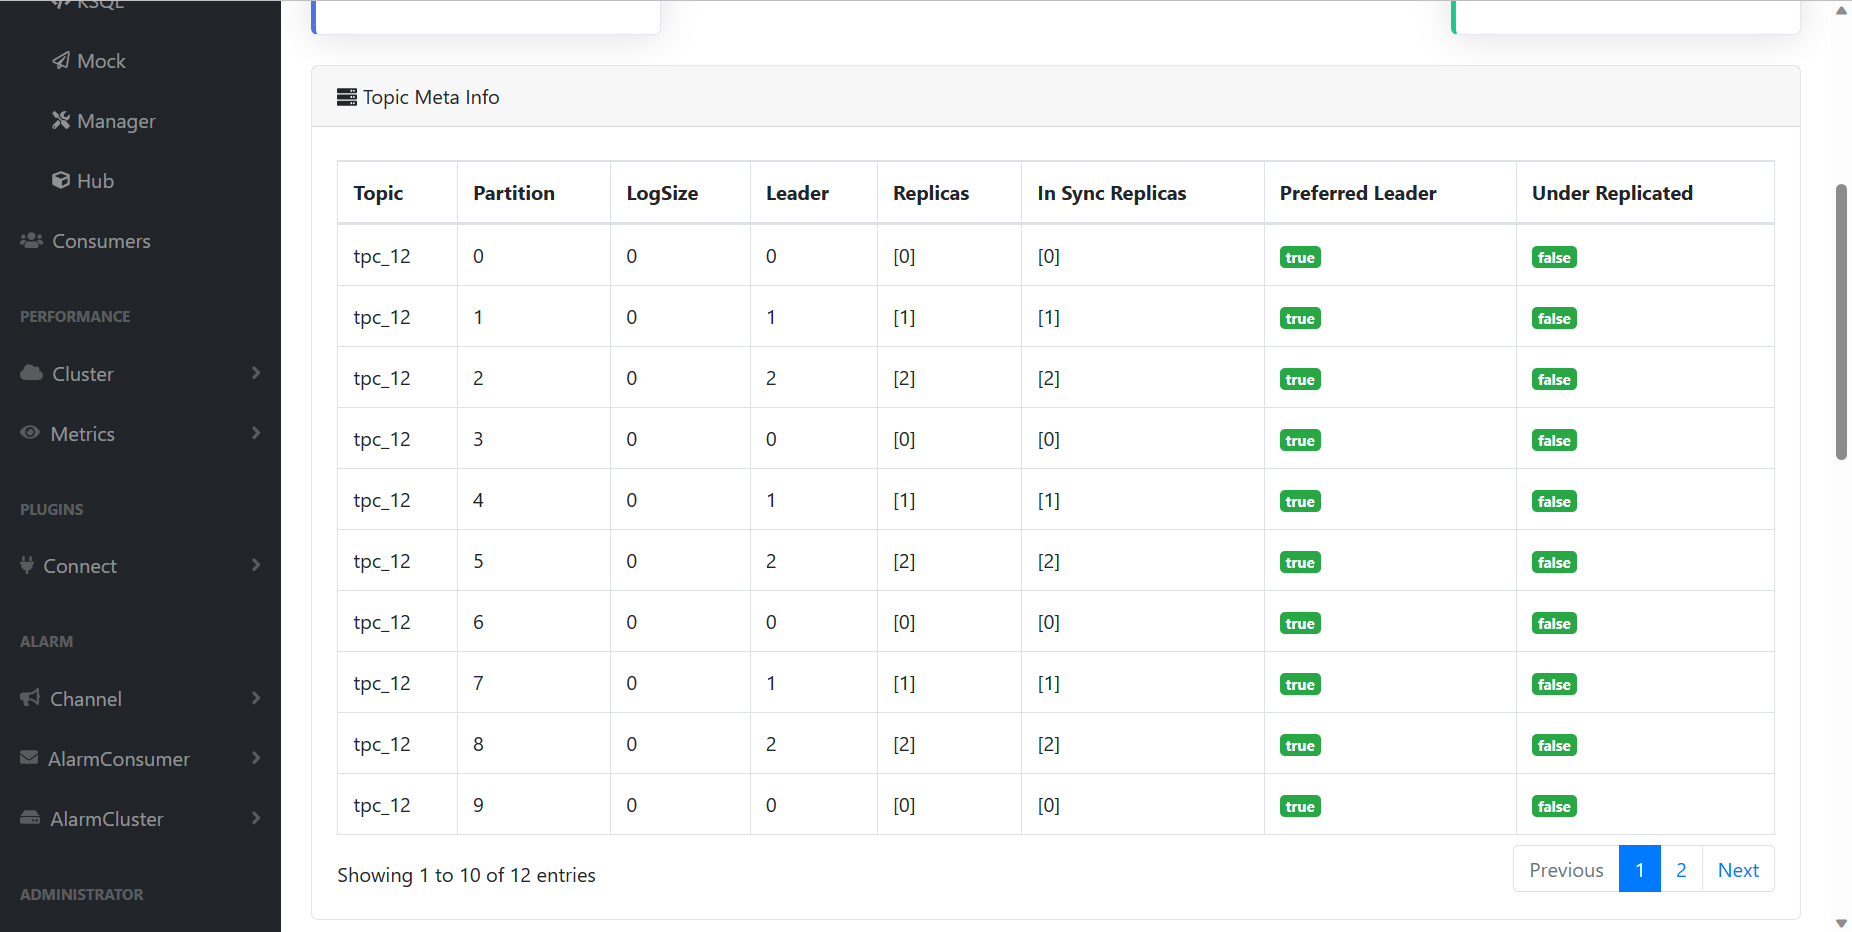 KSQL
Mock
Manager
Hub
Consumers
PERFORMANCE
Cluster
Metrics
PLUGINS
Connect
ALARM
Channel
AlarmConsumer
AlarmCluster
ADMINISTRATOR
Topic Meta Info
Topic Partition LogSize Leader Replicas In Sync Replicas Preferred Leader Under Replicated
tpc_12 0 0 0 [0] [0] true false
tpc_12 1 0 1 [1] [1] true false
tpc_12 2 0 2 [2] [2] true false
tpc_12 3 0 0 [0] [0] true false
tpc_12 4 0 1 [1] [1] true false
tpc_12 5 0 2 [2] [2] true false
tpc_12 6 0 0 [0] [0] true false
tpc_12 7 0 1 [1] [1] true false
tpc_12 8 0 2 [2] [2] true false
tpc_12 9 0 0 [0] [0] true false
Showing 1 to 10 of 12 entries
Previous 1 2 Next